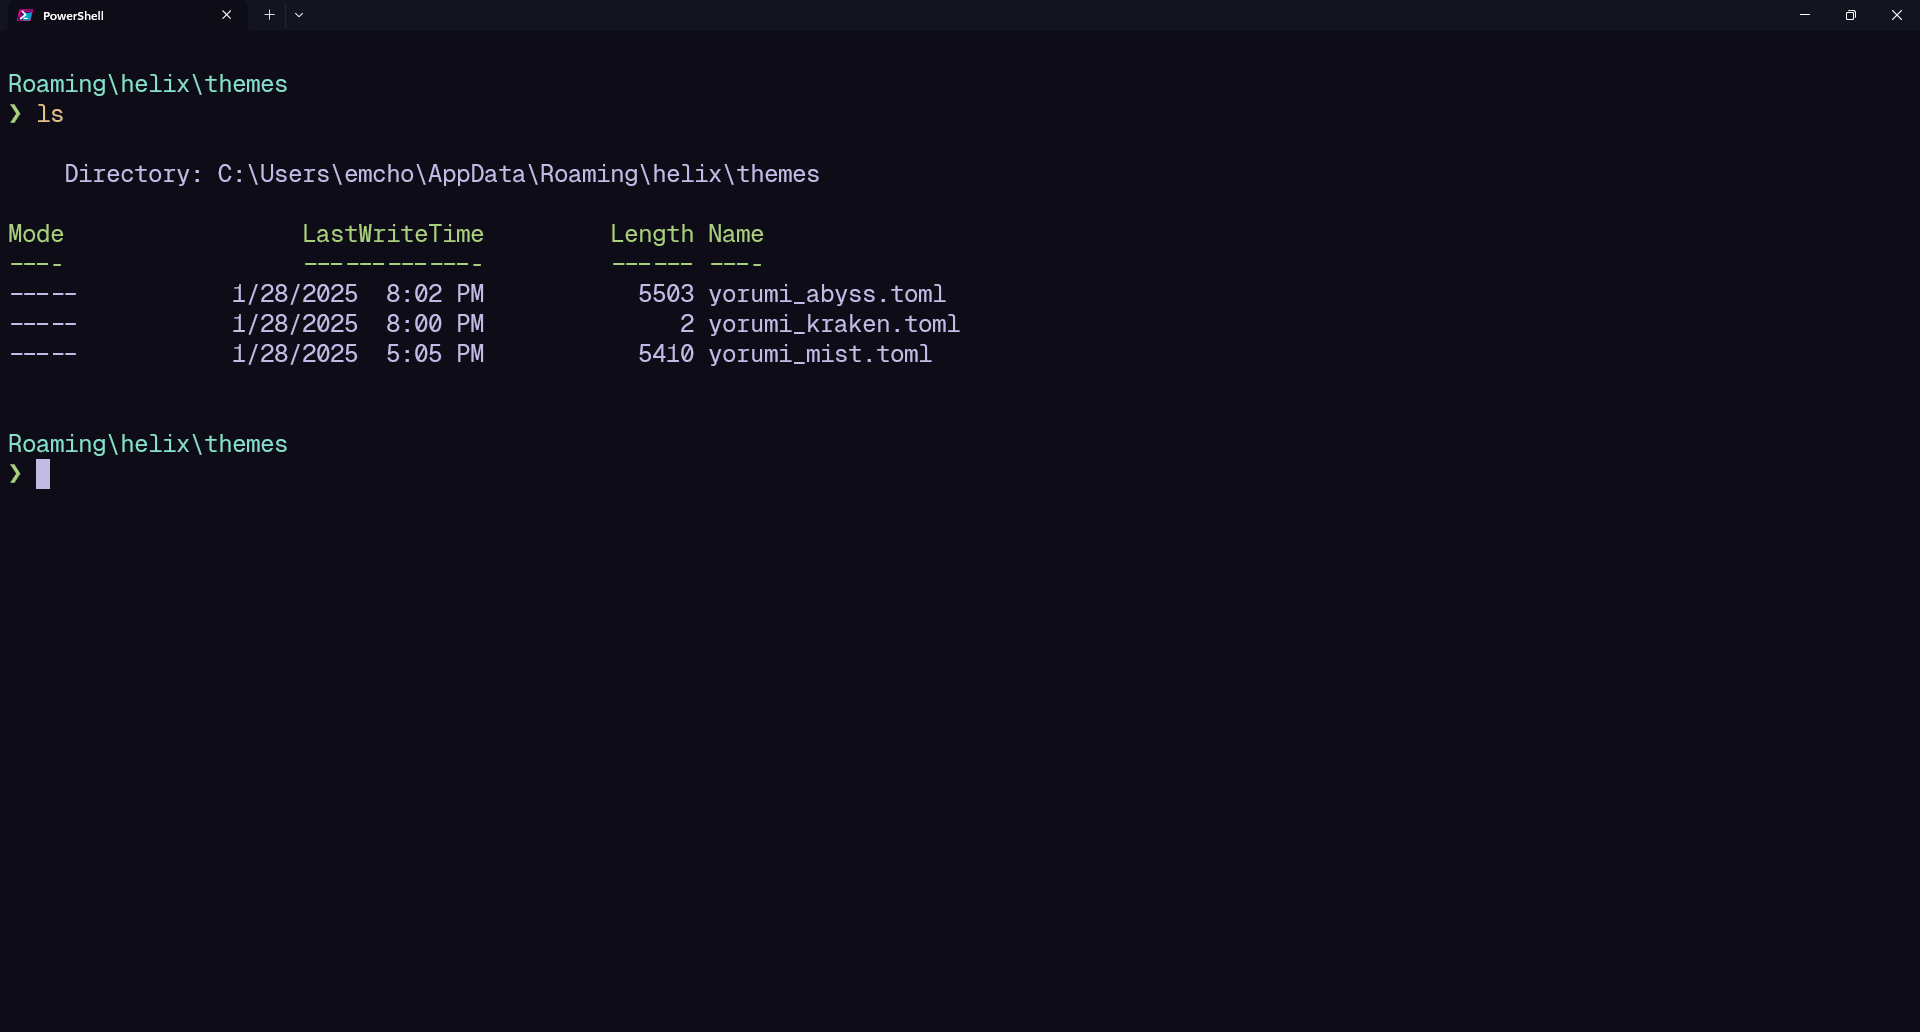 PowerShell
Roaming\helix\themes
❯ ls
Directory: C:\Users\emcho\AppData\Roaming\helix\themes
Mode                 LastWriteTime         Length Name
----                 -------------         ------ ----
-----           1/28/2025  8:02 PM           5503 yorumi_abyss.toml
-----           1/28/2025  8:00 PM              2 yorumi_kraken.toml
-----           1/28/2025  5:05 PM           5410 yorumi_mist.toml
Roaming\helix\themes
❯